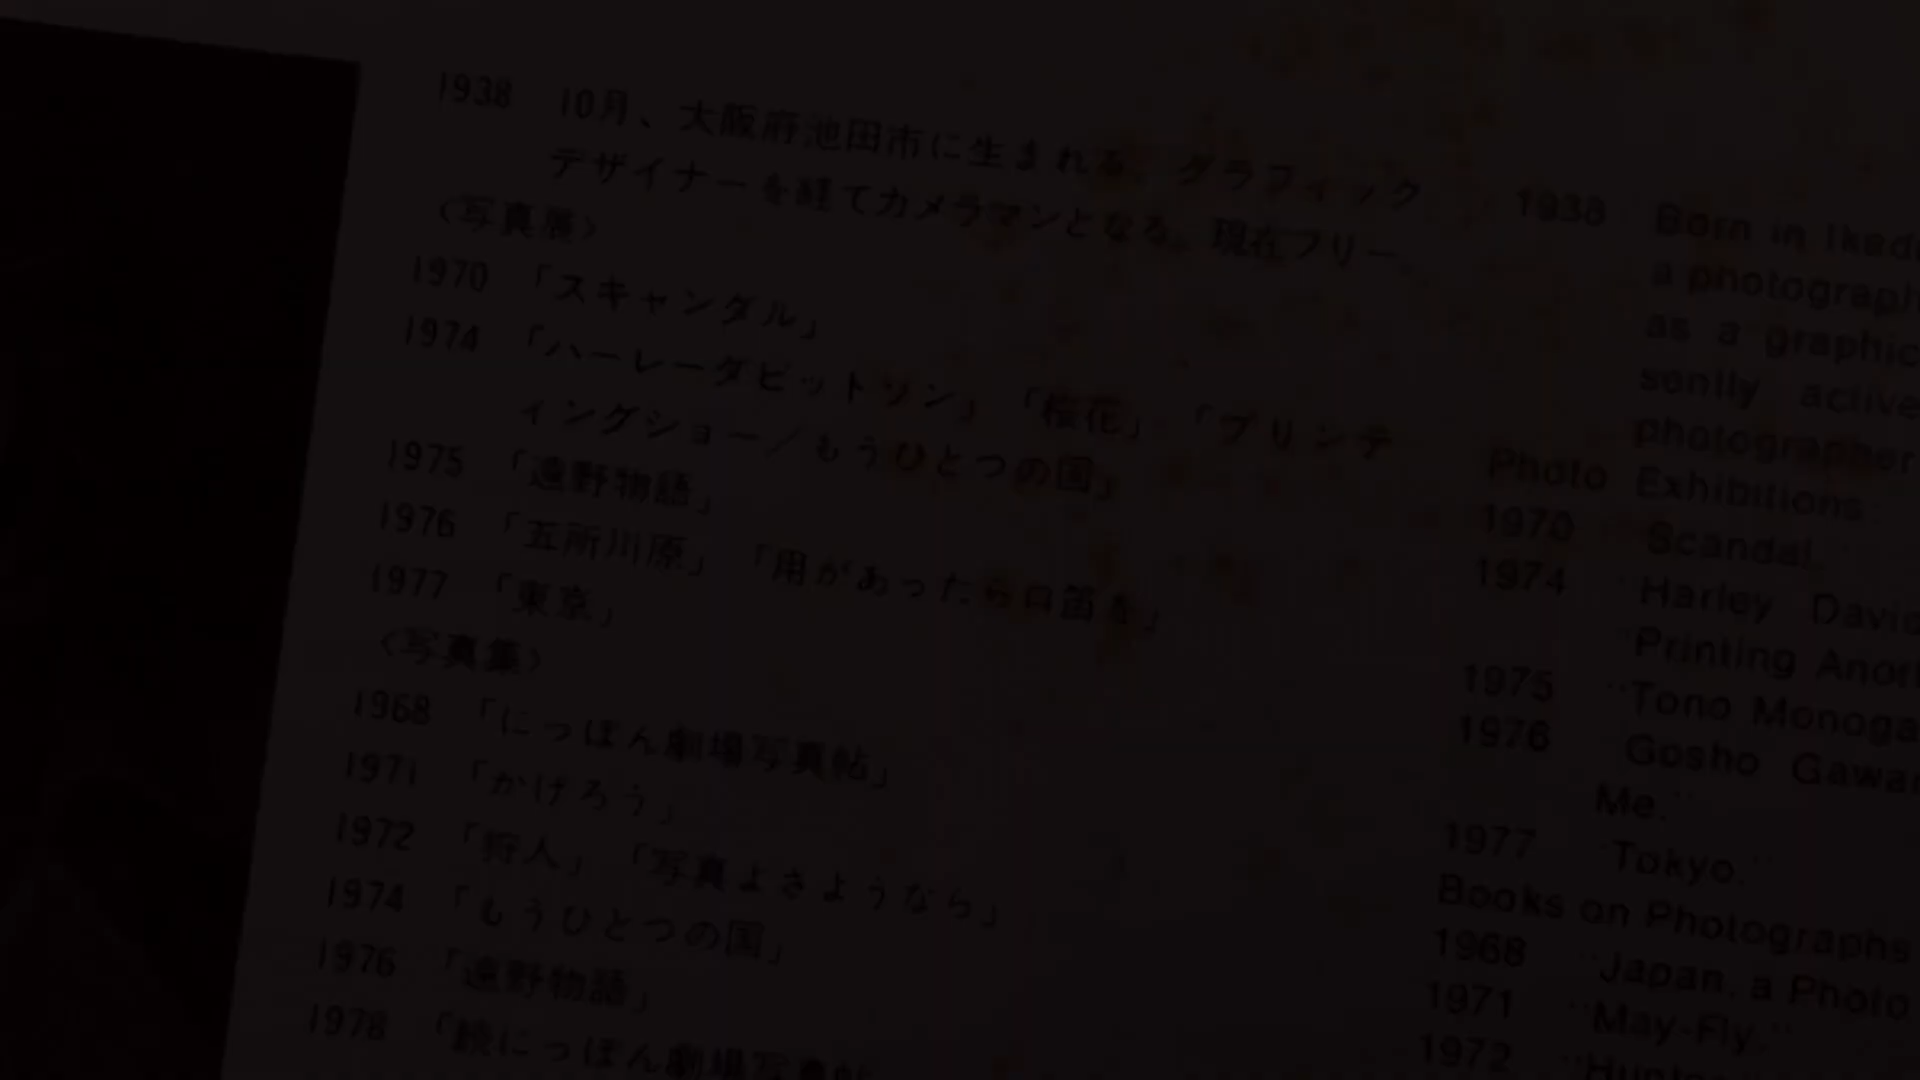 1938 10月、大阪府池田市に生まれる。グラフィック
デザイナーを経てカメラマンとなる。現在フリー
〈写真展〉
1970 「スキャンダル」
1974 「ハーレーダビットソン」「桜花」「プリンテ
ィングショー／もうひとつの国」
1975 「遠野物語」
1976 「五所川原」「用があったら口笛を」
1977 「東京」
〈写真集〉
1968 「にっぽん劇場写真帖」
1971 「かげろう」
1972 「狩人」「写真よさようなら」
1974 「もうひとつの国」
1976 「遠野物語」
1978 「続にっぽん劇場写真帖
1938 Born in Ikeda
a photograph
as a graphic
sently active
photographer
Photo Exhibitions
1970 "Scandal."
1974 "Harley David
"Printing Anoth
1975 "Tono Monoga
1976 "Gosho Gawar
Me."
1977 "Tokyo."
Books on Photographs
1968 "Japan, a Photo
1971 "May-Fly."
1972 "Hunter